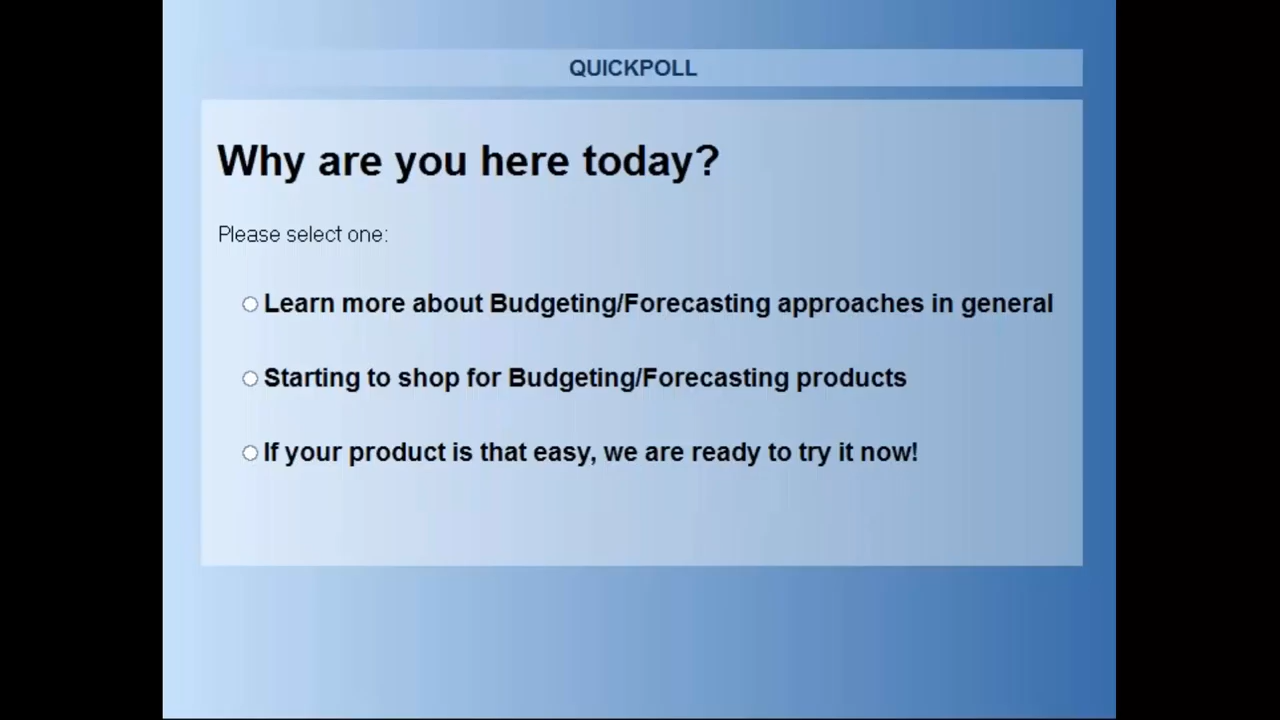 QUICKPOLL
Why are you here today?
Please select one:
Learn more about Budgeting/Forecasting approaches in general
Starting to shop for Budgeting/Forecasting products
If your product is that easy, we are ready to try it now!